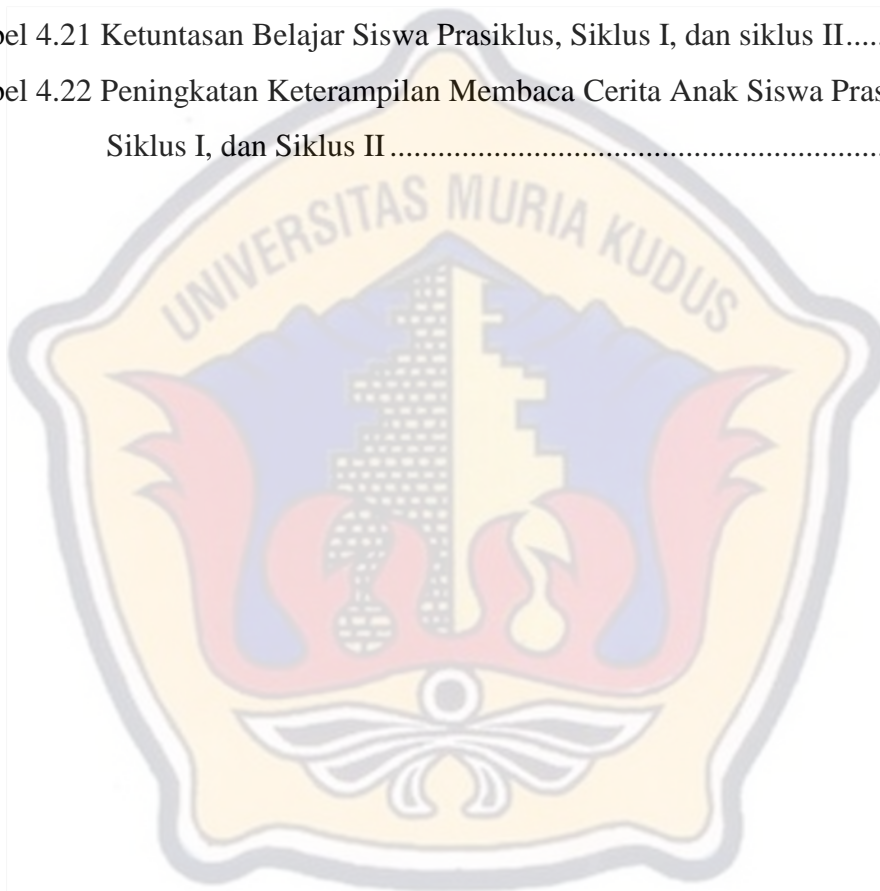 bel 4.21 Ketuntasan Belajar Siswa Prasiklus, Siklus I, dan siklus II.....
bel 4.22 Peningkatan Keterampilan Membaca Cerita Anak Siswa Pras
Siklus I, dan Siklus II.......................................................
UNIVERSITAS MURIA KUDUS